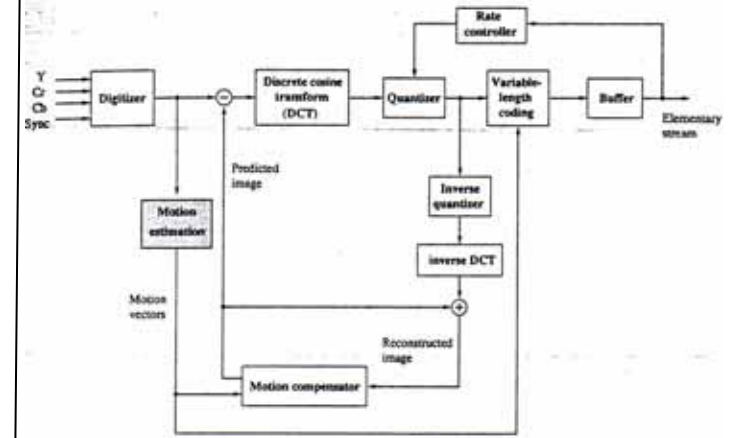 Rate
controller
Y
Cr
Cb
Sync
Digitizer
Discrete cosine
transform
(DCT)
Quantizer
Variable-
length
coding
Buffer
Elementary
stream
Predicted
image
Inverse
quantizer
Motion
estimation
inverse DCT
Motion
vectors
Reconstructed
image
Motion compensator